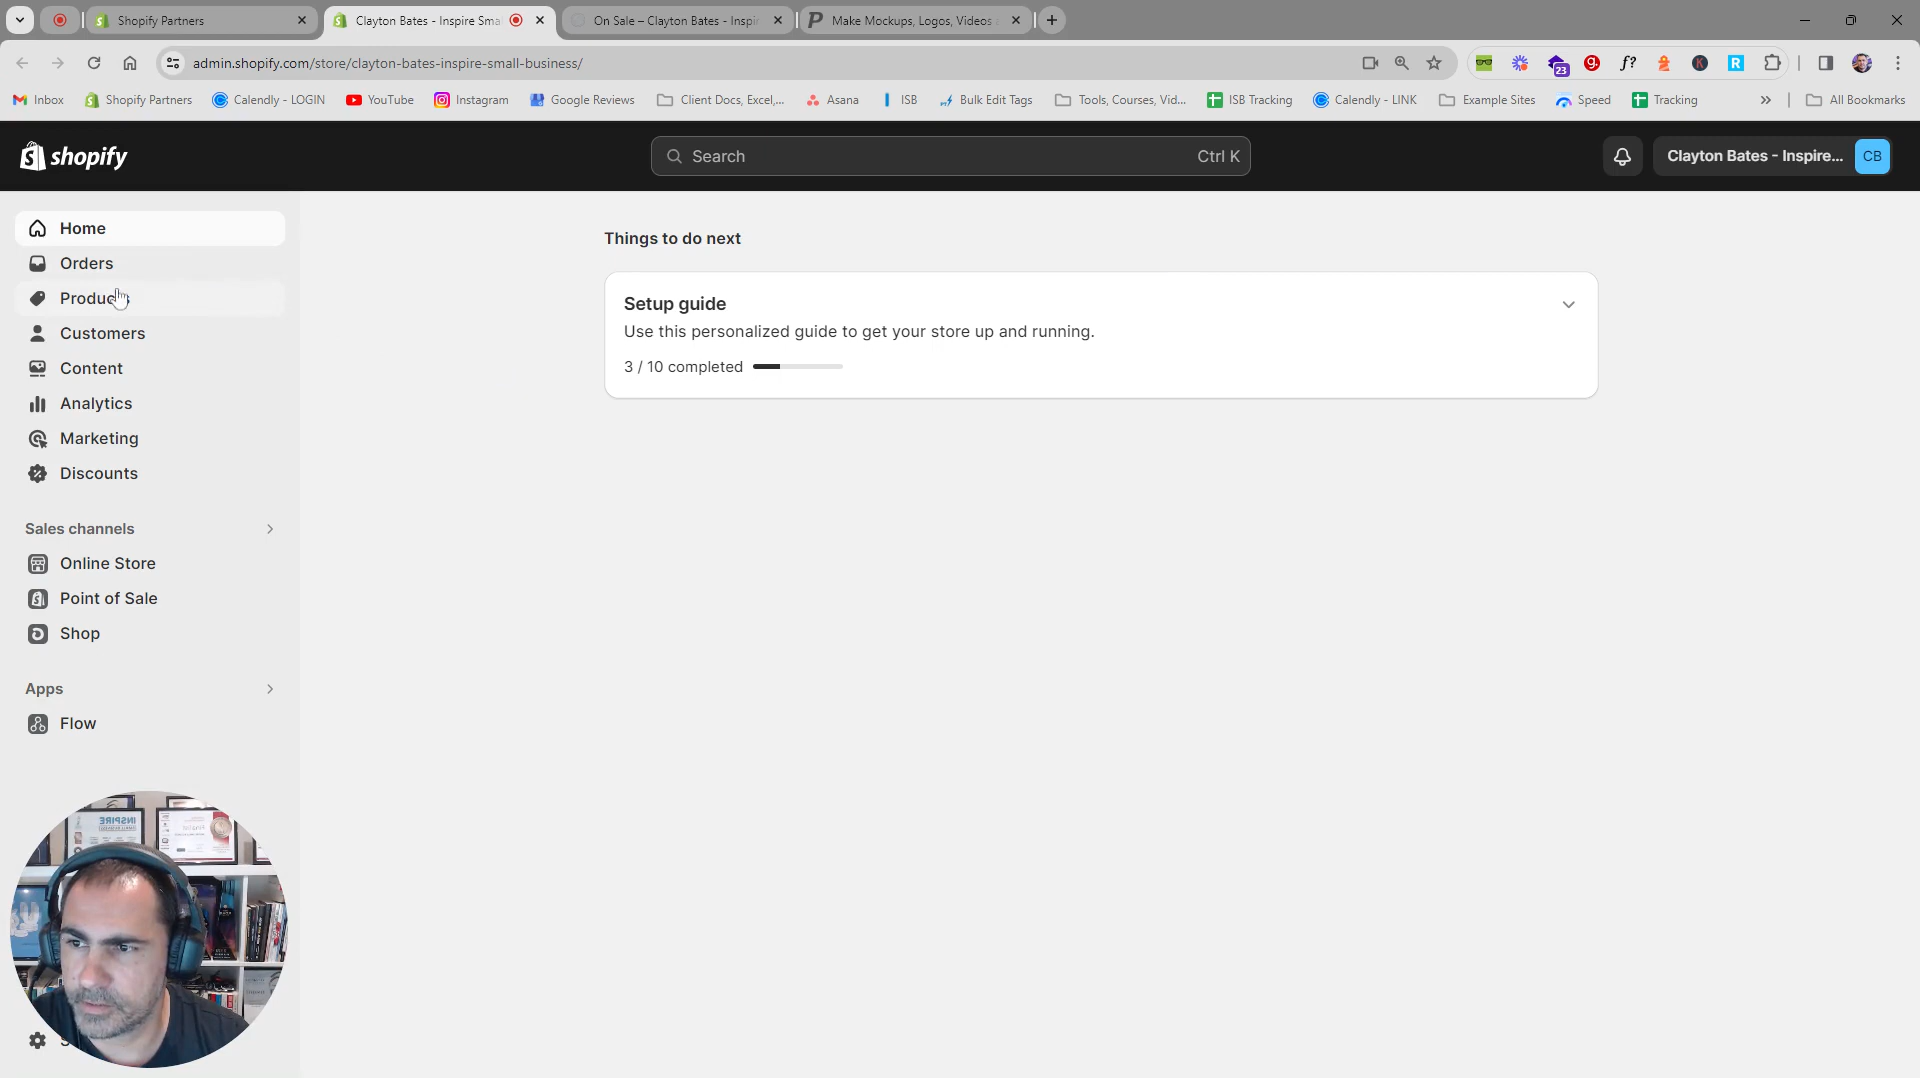 Shopify Partners
Clayton Bates - Inspire Sma
On Sale – Clayton Bates - Inspir
Make Mockups, Logos, Videos
admin.shopify.com/store/clayton-bates-inspire-small-business/
23
g.
f?
K
R
Inbox
Shopify Partners
Calendly - LOGIN
YouTube
Instagram
Google Reviews
Client Docs, Excel,...
Asana
ISB
Bulk Edit Tags
Tools, Courses, Vid...
ISB Tracking
Calendly - LINK
Example Sites
Speed
Tracking
All Bookmarks
shopify
Search
Ctrl K
Clayton Bates - Inspire...
CB
Home
Orders
Products
Customers
Content
Analytics
Marketing
Discounts
Sales channels
Online Store
Point of Sale
Shop
Apps
Flow
Things to do next
Setup guide
Use this personalized guide to get your store up and running.
3 / 10 completed